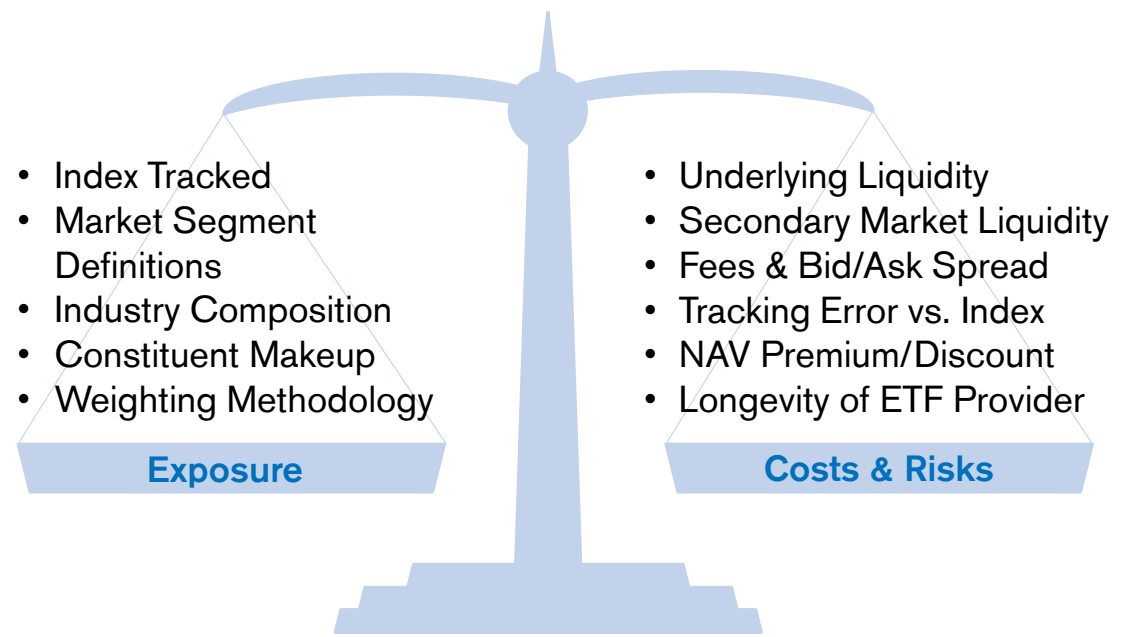 • Index Tracked
• Market Segment
Definitions
• Industry Composition
• Constituent Makeup
• Weighting Methodology
Exposure
• Underlying Liquidity
• Secondary Market Liquidity
• Fees & Bid/Ask Spread
• Tracking Error vs. Index
• NAV Premium/Discount
• Longevity of ETF Provider
Costs & Risks